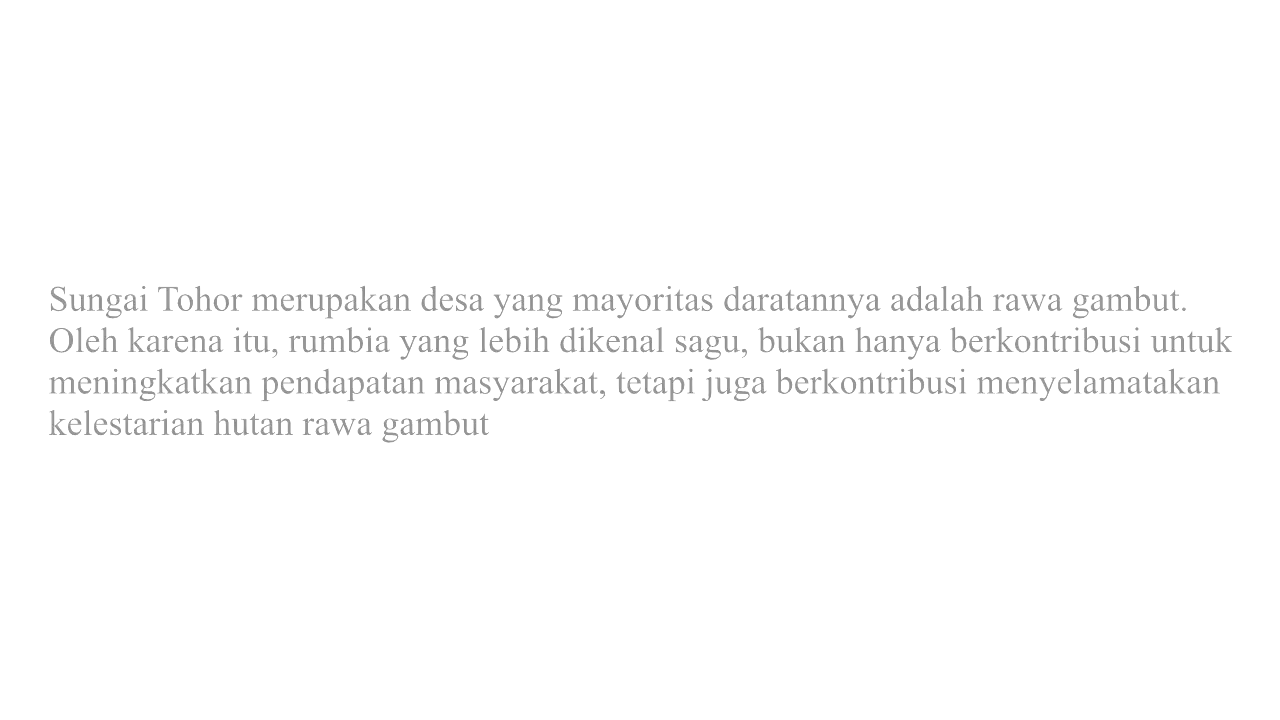 Sungai Tohor merupakan desa yang mayoritas daratannya adalah rawa gambut.
Oleh karena itu, rumbia yang lebih dikenal sagu, bukan hanya berkontribusi untuk
meningkatkan pendapatan masyarakat, tetapi juga berkontribusi menyelamatakan
kelestarian hutan rawa gambut